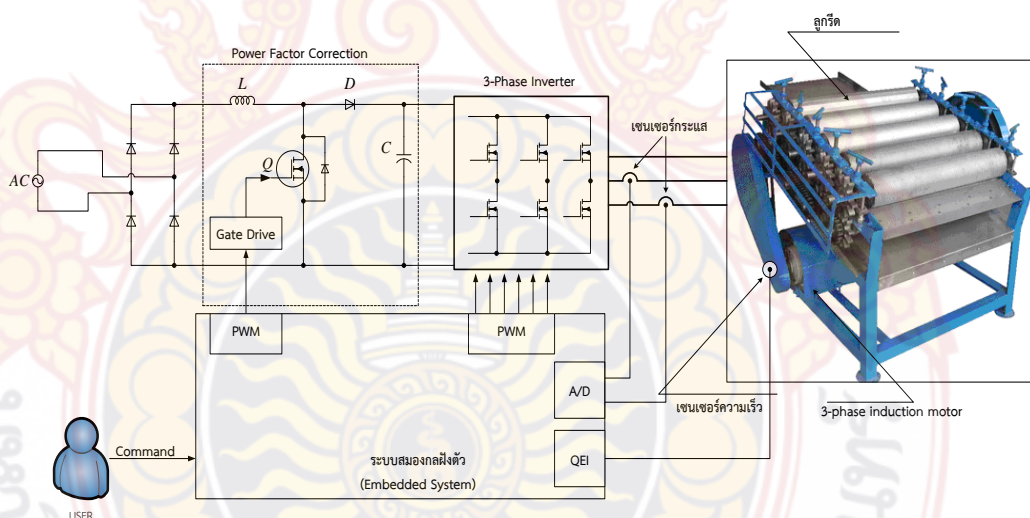 ลูกรีด
Power Factor Correction
L
D
3-Phase Inverter
เซนเซอร์กระแส
C
Q
AC
Gate Drive
PWM
PWM
A/D
เซนเซอร์ความเร็ว
3-phase induction motor
Command
ระบบสมองกลฝังตัว
QEI
(Embedded System)
USER